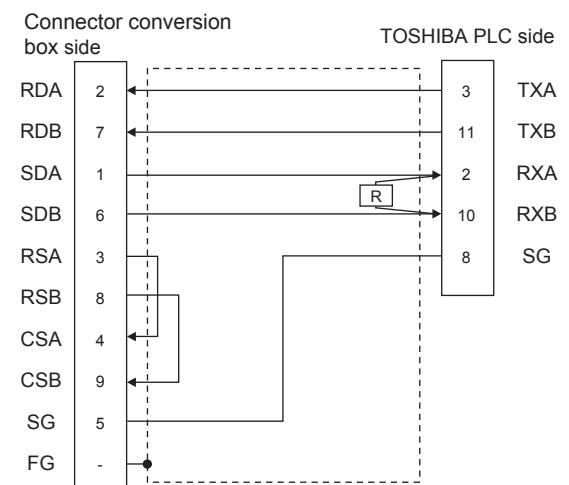 Connector conversion
box side
TOSHIBA PLC side
RDA 2 3 TXA
RDB 7 11 TXB
SDA 1 2 RXA
R
SDB 6 10 RXB
RSA 3 8 SG
RSB 8
CSA 4
CSB 9
SG 5
FG -